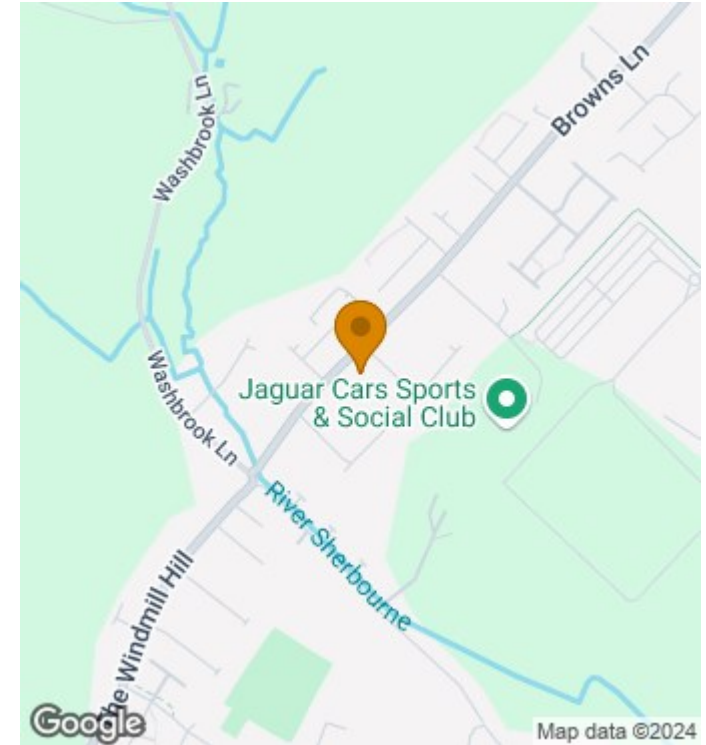 Browns Ln
Washbrook Ln
Washbrook Ln
Jaguar Cars Sports
& Social Club
River Sherbourne
The Windmill Hill
Google
Map data ©2024